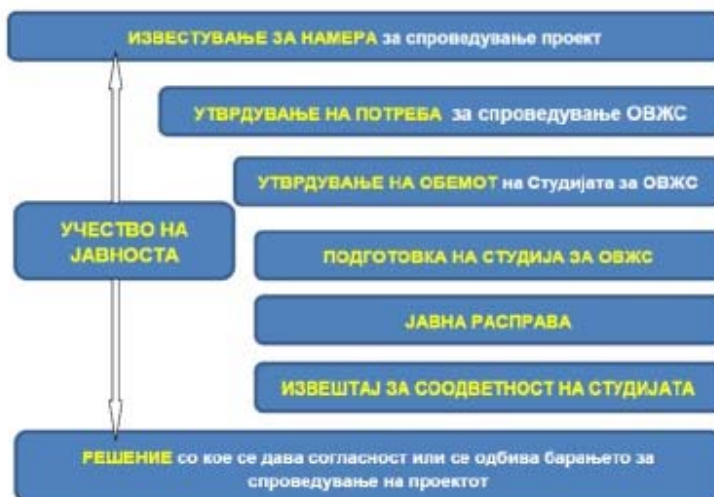 ИЗВЕСТУВАЊЕ ЗА НАМЕРА за спроведување проект
УТВРДУВАЊЕ НА ПОТРЕБА за спроведување ОВЖС
УТВРДУВАЊЕ НА ОБЕМОТ на Студијата за ОВЖС
УЧЕСТВО НА
ЈАВНОСТА
ПОДГОТОВКА НА СТУДИЈА ЗА ОВЖС
ЈАВНА РАСПРАВА
ИЗВЕШТАЈ ЗА СООДВЕТНОСТ НА СТУДИЈАТА
РЕШЕНИЕ со кое се дава согласност или се одбива барањето за
спроведување на проектот